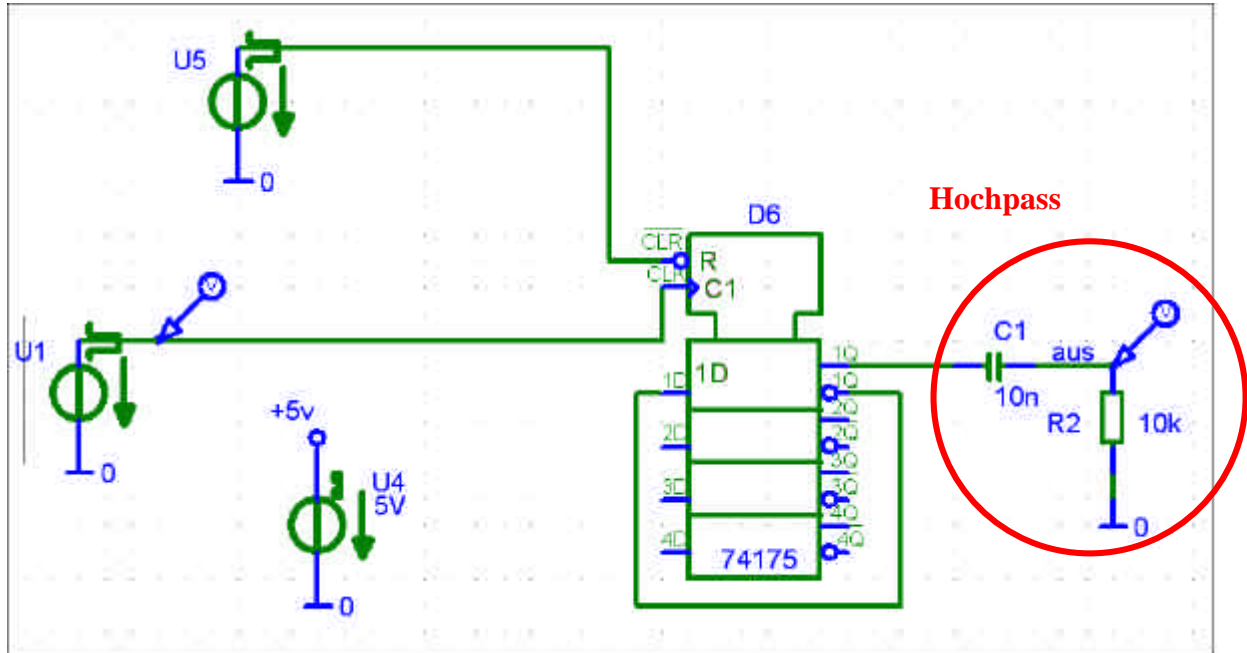 U5
0
Hochpass
D6
CLR
R
CLR
C1
U1
0
+5v
U4
5V
0
1D
1D
2D
3D
4D
1Q
1Q
2Q
2Q
3Q
3Q
4Q
4Q
74175
C1
10n
aus
R2
10k
0
V
V